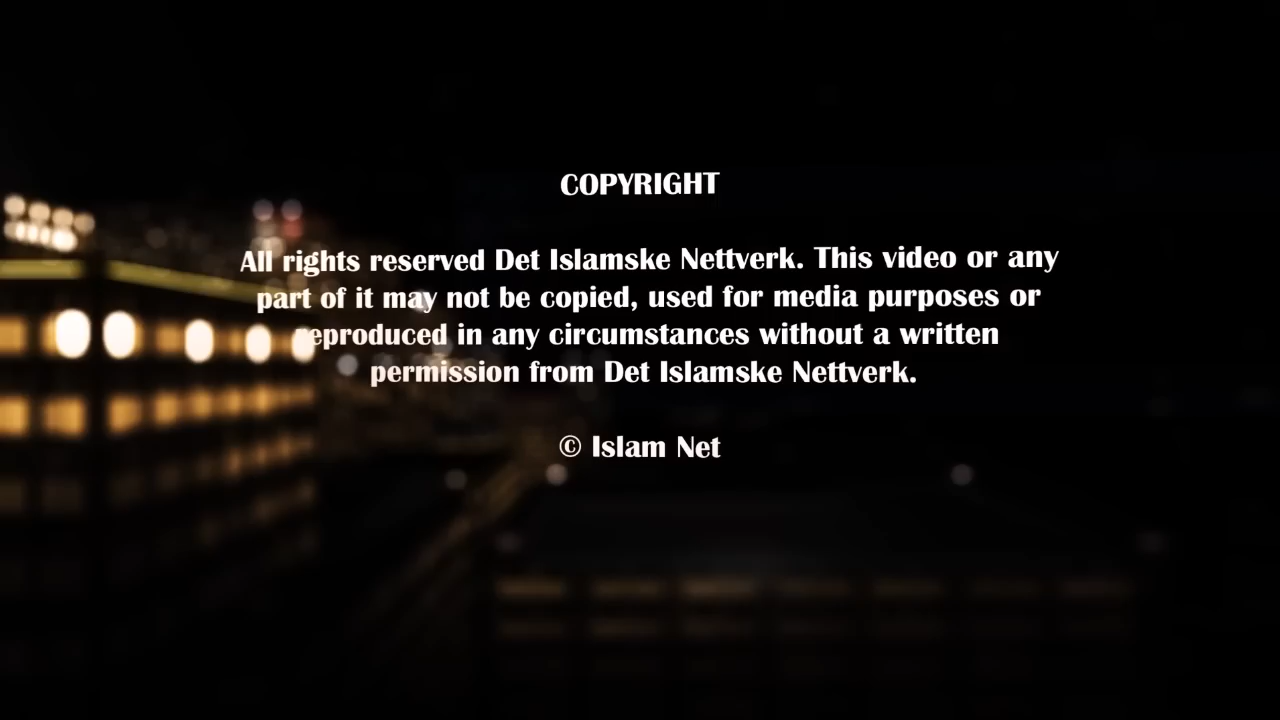 COPYRIGHT
All rights reserved Det Islamske Nettverk. This video or any
part of it may not be copied, used for media purposes or
reproduced in any circumstances without a written
permission from Det Islamske Nettverk.
© Islam Net